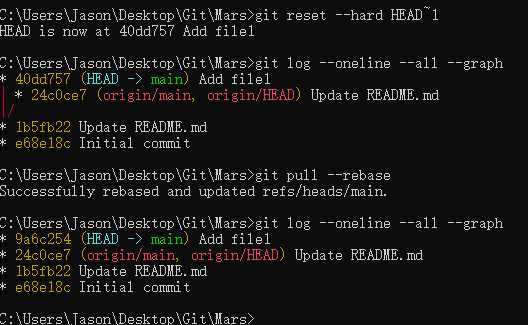 C:\Users\Jason\Desktop\Git\Mars>git reset --hard HEAD~1
HEAD is now at 40dd757 Add file1
C:\Users\Jason\Desktop\Git\Mars>git log --oneline --all --graph
* 40dd757 (HEAD -> main) Add file1
| * 24c0ce7 (origin/main, origin/HEAD) Update README.md
|/
* 1b5fb22 Update README.md
* e68e18c Initial commit
C:\Users\Jason\Desktop\Git\Mars>git pull --rebase
Successfully rebased and updated refs/heads/main.
C:\Users\Jason\Desktop\Git\Mars>git log --oneline --all --graph
* 9a6c254 (HEAD -> main) Add file1
* 24c0ce7 (origin/main, origin/HEAD) Update README.md
* 1b5fb22 Update README.md
* e68e18c Initial commit
C:\Users\Jason\Desktop\Git\Mars>